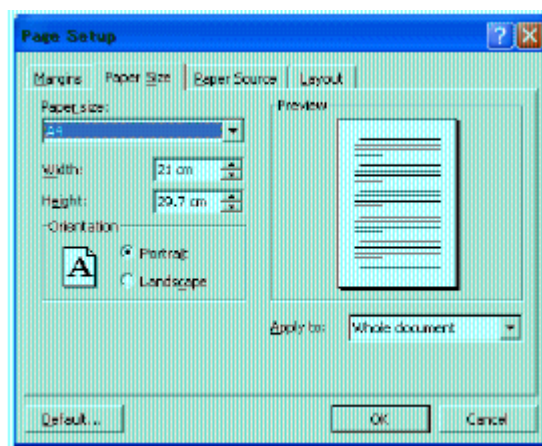 Page Setup
Margins Paper Size Paper Source Layout
Paper size:
A4
Width: 21 cm
Height: 29.7 cm
Orientation
A
Portrait
Landscape
Preview
Apply to: Whole document
Default... OK Cancel